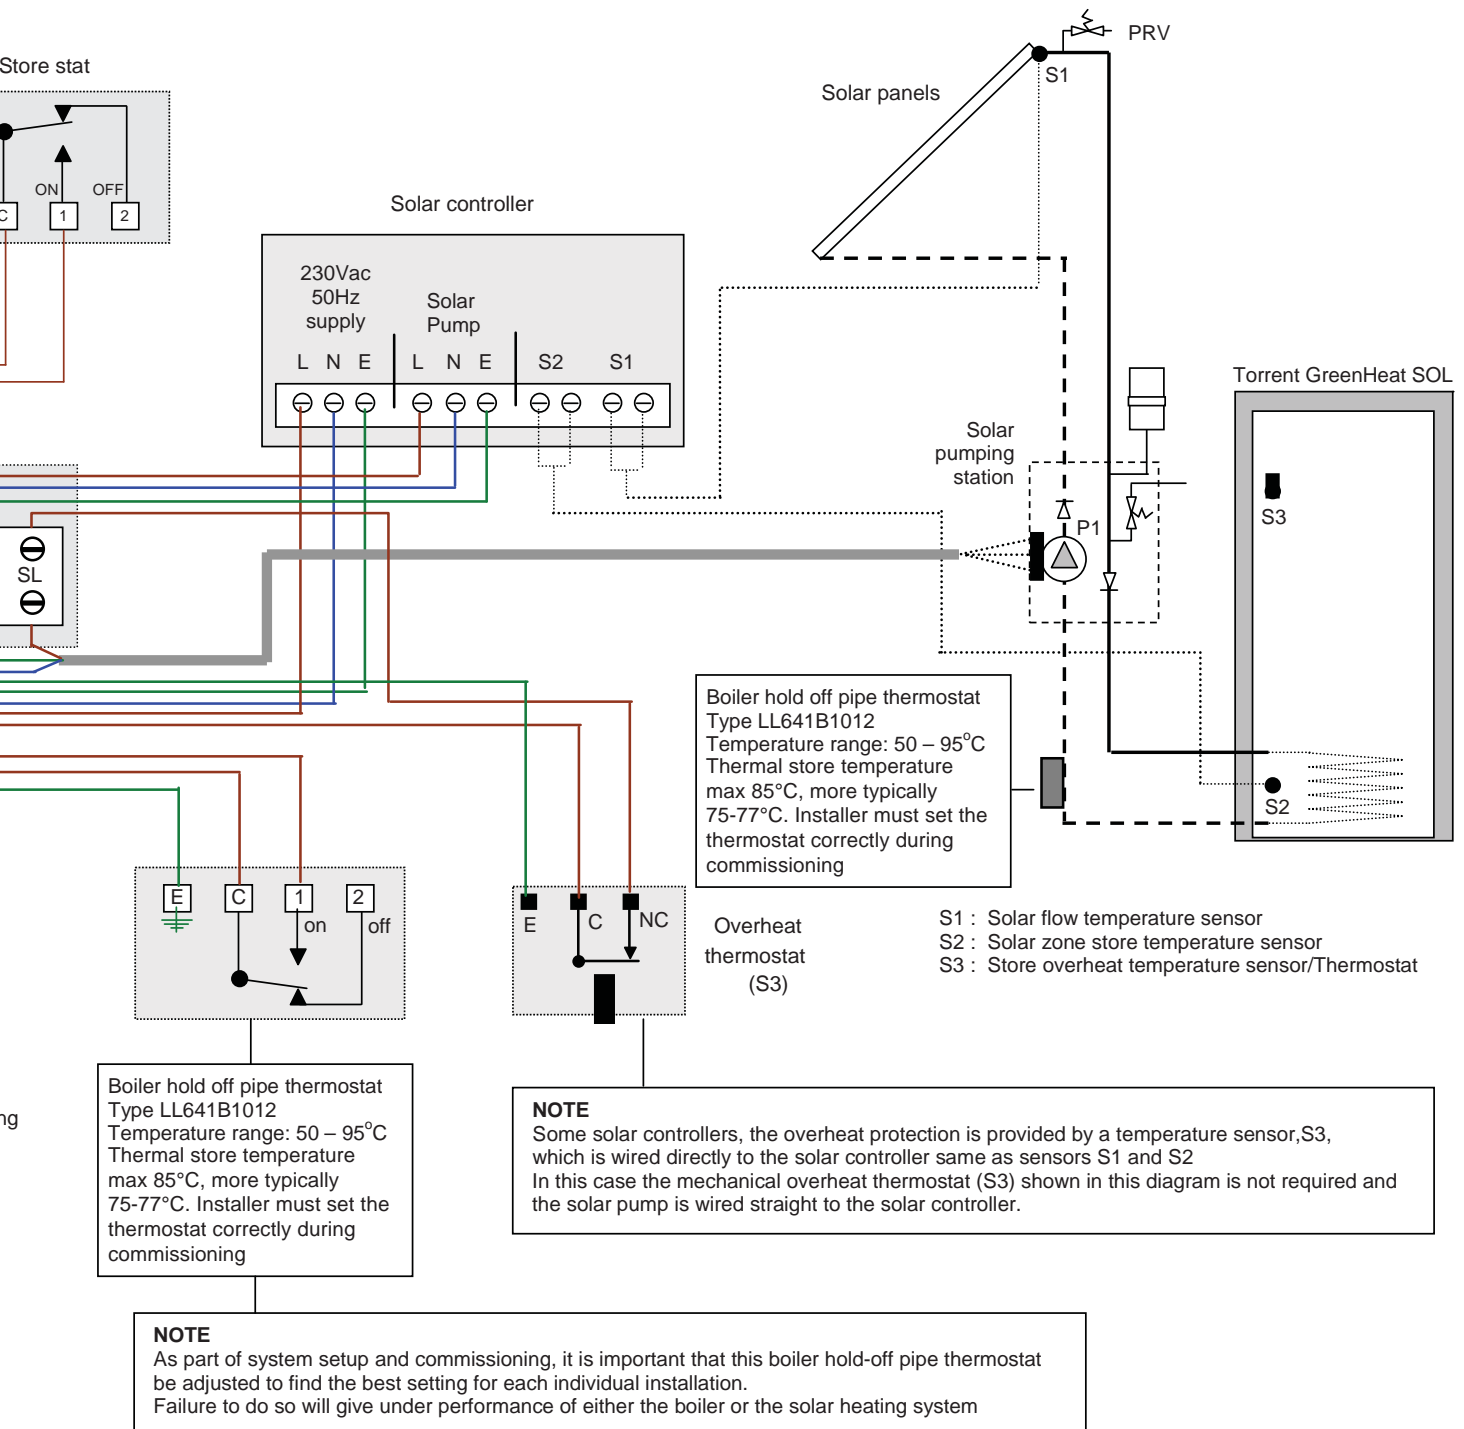 PRV
Store stat
S1
Solar panels
ON OFF
C 1 2
Solar controller
230Vac
50Hz
supply
Solar
Pump
L N E L N E S2 S1
Torrent GreenHeat SOL
Solar
pumping
station
S3
P1
SL
Boiler hold off pipe thermostat
Type LL641B1012
Temperature range: 50 – 95°C
Thermal store temperature
max 85°C, more typically
75-77°C. Installer must set the
thermostat correctly during
commissioning
S2
E C 1 2
on off
E C NC
Overheat
thermostat
(S3)
S1 : Solar flow temperature sensor
S2 : Solar zone store temperature sensor
S3 : Store overheat temperature sensor/Thermostat
Boiler hold off pipe thermostat
Type LL641B1012
Temperature range: 50 – 95°C
Thermal store temperature
max 85°C, more typically
75-77°C. Installer must set the
thermostat correctly during
commissioning
ng
NOTE
Some solar controllers, the overheat protection is provided by a temperature sensor,S3,
which is wired directly to the solar controller same as sensors S1 and S2
In this case the mechanical overheat thermostat (S3) shown in this diagram is not required and
the solar pump is wired straight to the solar controller.
NOTE
As part of system setup and commissioning, it is important that this boiler hold-off pipe thermostat
be adjusted to find the best setting for each individual installation.
Failure to do so will give under performance of either the boiler or the solar heating system